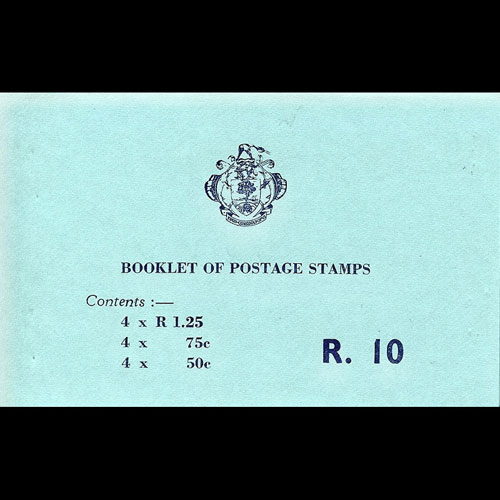 BOOKLET OF POSTAGE STAMPS
Contents :—
4 x R 1.25
4 x 75c
4 x 50c
R. 10